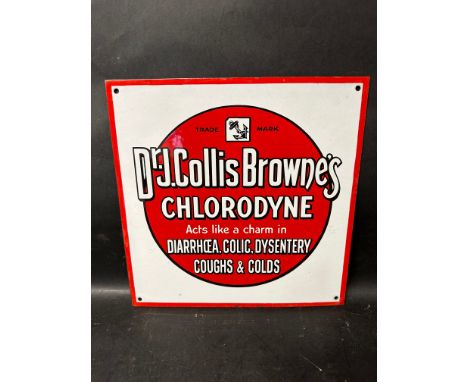 TRADE MARK
Dr. J. Collis Browne's
CHLORODYNE
Acts like a charm in
DIARRHŒA. COLIC. DYSENTERY
COUGHS & COLDS